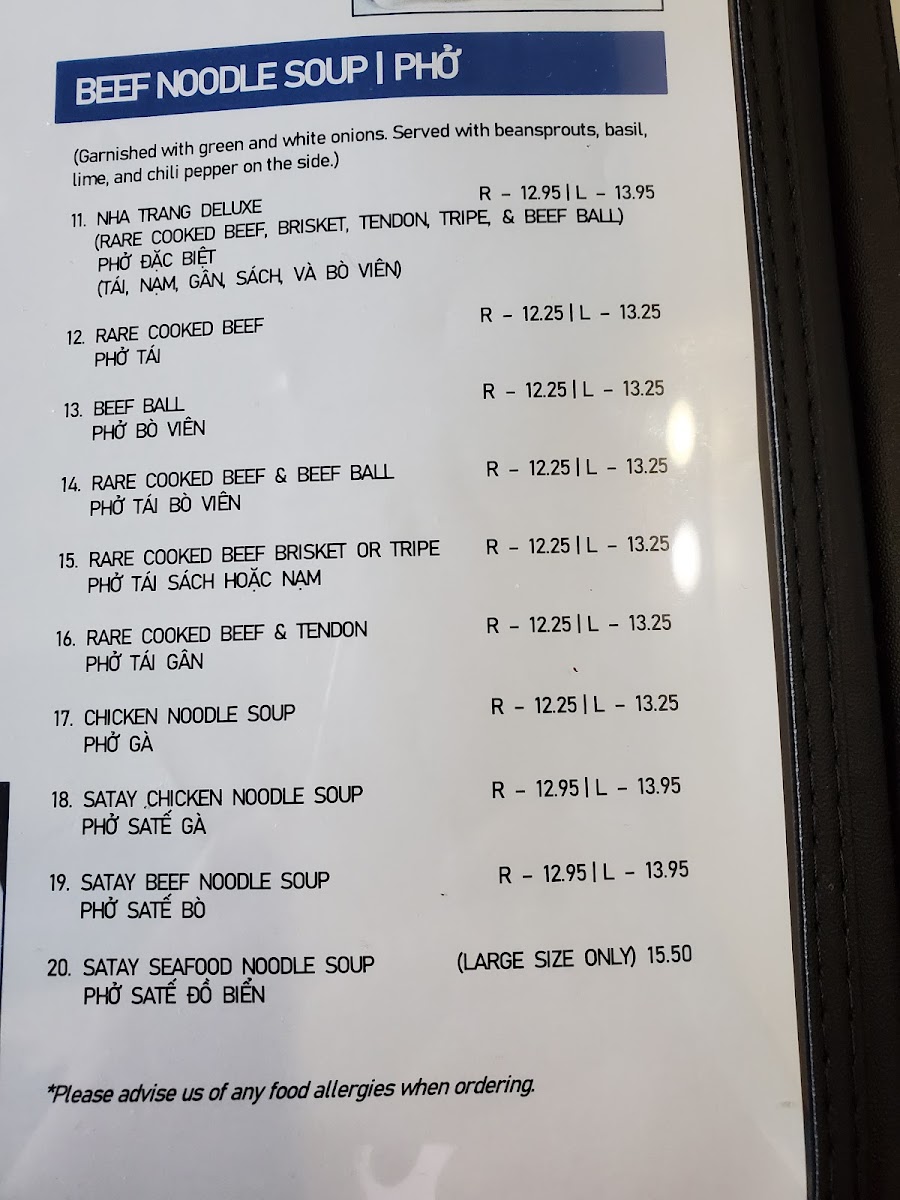 BEEF NOODLE SOUP | PHỞ
(Garnished with green and white onions. Served with beansprouts, basil,
lime, and chili pepper on the side.)
11. NHA TRANG DELUXE R - 12.95 | L - 13.95
(RARE COOKED BEEF, BRISKET, TENDON, TRIPE, & BEEF BALL)
PHỞ ĐẶC BIỆT
(TÁI, NẠM, GÂN, SÁCH, VÀ BÒ VIÊN)
12. RARE COOKED BEEF R - 12.25 | L - 13.25
PHỞ TÁI
13. BEEF BALL R - 12.25 | L - 13.25
PHỞ BÒ VIÊN
14. RARE COOKED BEEF & BEEF BALL R - 12.25 | L - 13.25
PHỞ TÁI BÒ VIÊN
15. RARE COOKED BEEF BRISKET OR TRIPE R - 12.25 | L - 13.25
PHỞ TÁI SÁCH HOẶC NẠM
16. RARE COOKED BEEF & TENDON R - 12.25 | L - 13.25
PHỞ TÁI GÂN
17. CHICKEN NOODLE SOUP R - 12.25 | L - 13.25
PHỞ GÀ
18. SATAY CHICKEN NOODLE SOUP R - 12.95 | L - 13.95
PHỞ SATẾ GÀ
19. SATAY BEEF NOODLE SOUP R - 12.95 | L - 13.95
PHỞ SATẾ BÒ
20. SATAY SEAFOOD NOODLE SOUP (LARGE SIZE ONLY) 15.50
PHỞ SATẾ ĐỒ BIỂN
*Please advise us of any food allergies when ordering.